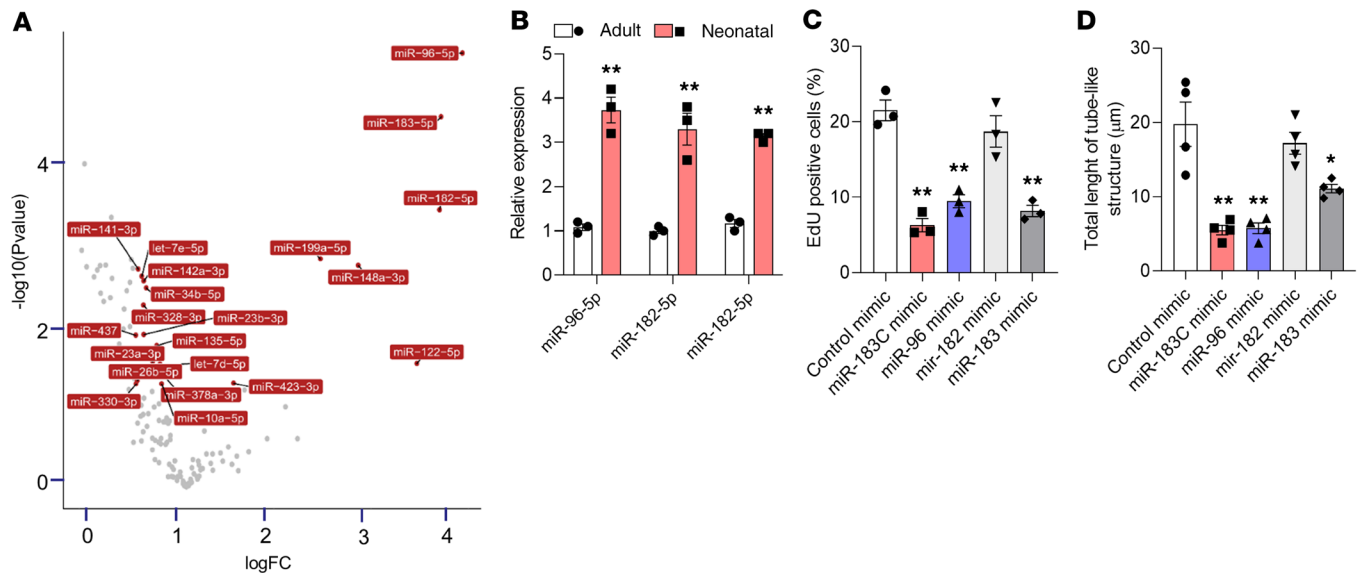 A
-log10(Pvalue)
4
2
0
0 1 2 3 4
logFC
miR-96-5p
miR-183-5p
miR-182-5p
miR-141-3p
let-7e-5p
miR-199a-5p
miR-142a-3p
miR-148a-3p
miR-34b-5p
miR-328-3p
miR-23b-3p
miR-437
miR-135-5p
miR-23a-3p
miR-122-5p
let-7d-5p
miR-26b-5p
miR-423-3p
miR-378a-3p
miR-330-3p
miR-10a-5p
B
Adult Neonatal
Relative expression
5
4
3
2
1
0
** ** **
miR-96-5p
miR-182-5p
miR-182-5p
C
EdU positive cells (%)
30
20
10
0
** ** **
Control mimic
miR-183C mimic
miR-96 mimic
mir-182 mimic
miR-183 mimic
D
Total lenght of tube-like
structure (μm)
30
20
10
0
** ** *
Control mimic
miR-183C mimic
miR-96 mimic
mir-182 mimic
miR-183 mimic